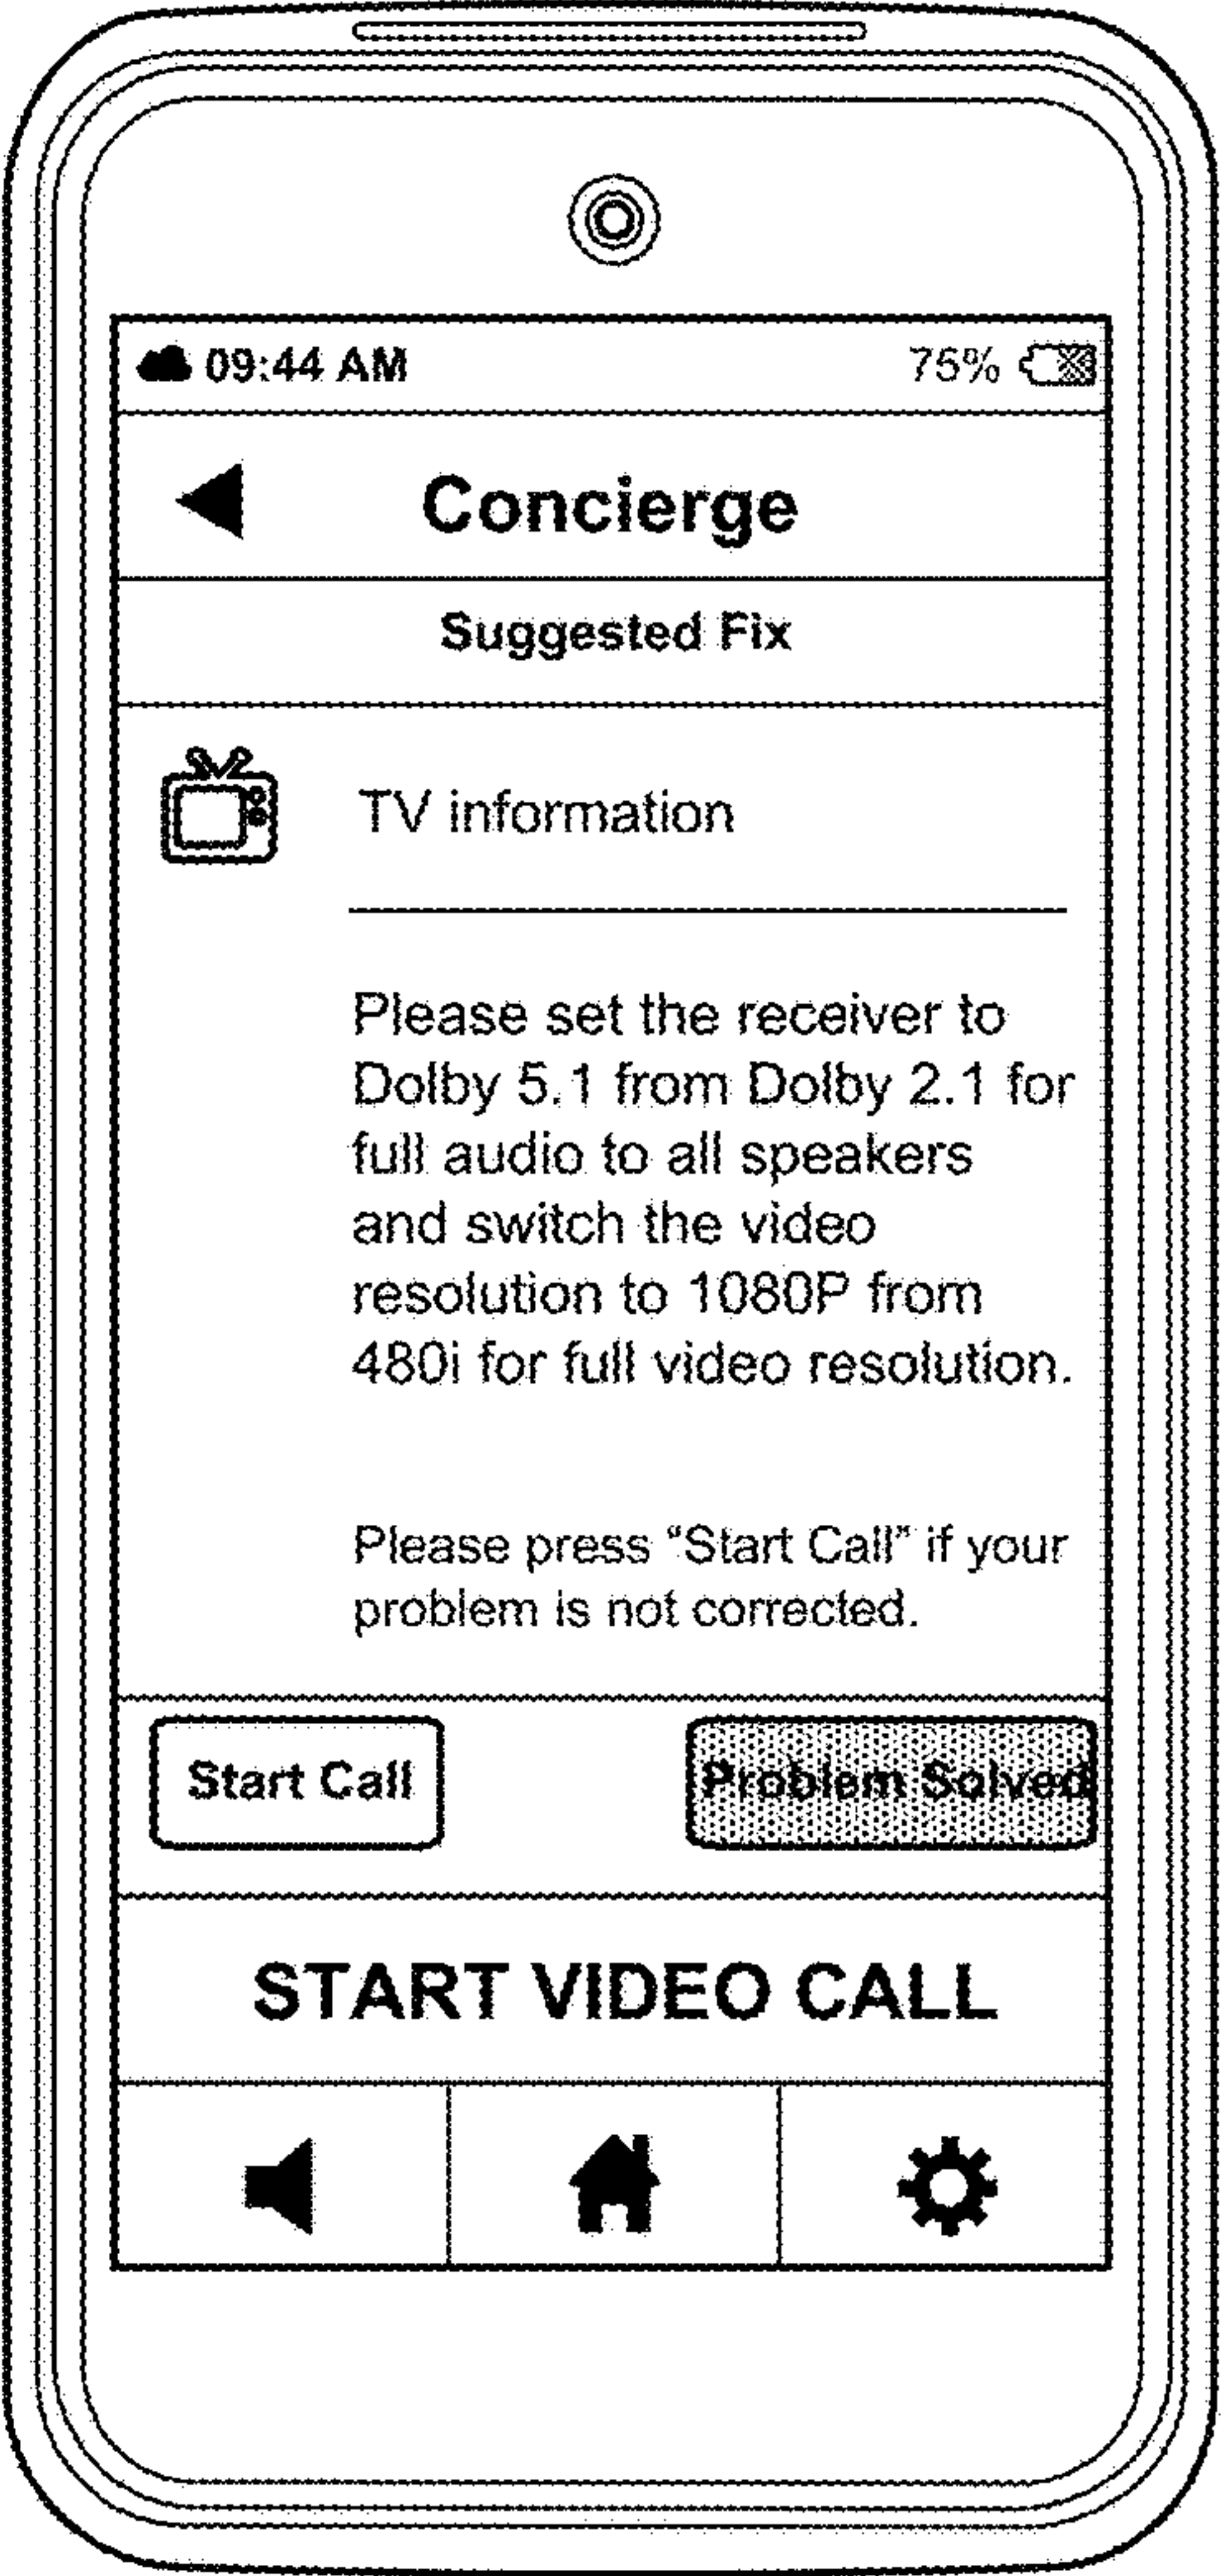 09:44 AM 75%
Concierge
Suggested Fix
TV information
Please set the receiver to
Dolby 5.1 from Dolby 2.1 for
full audio to all speakers
and switch the video
resolution to 1080P from
480i for full video resolution.
Please press “Start Call” if your
problem is not corrected.
Start Call Problem Solved
START VIDEO CALL